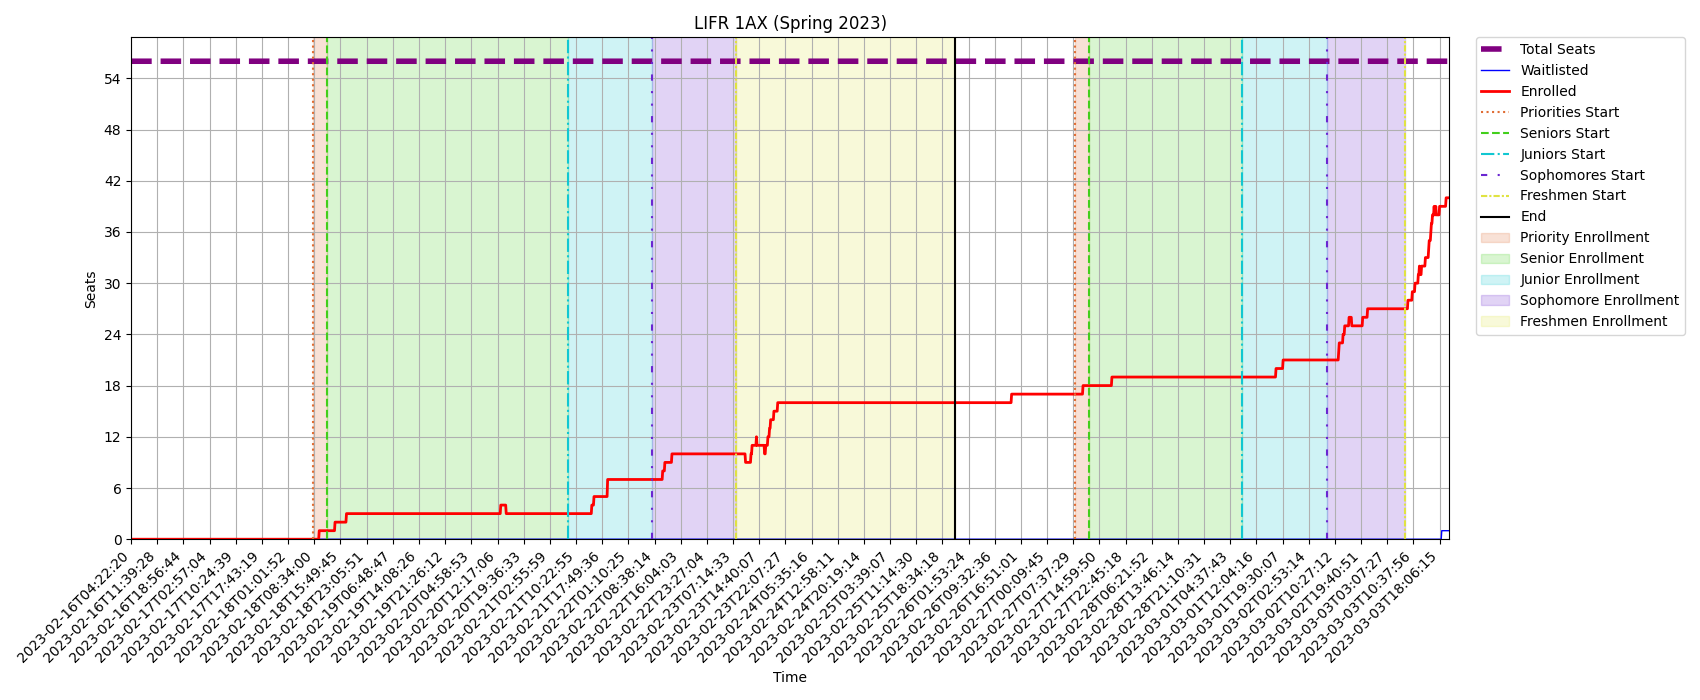 LIFR 1AX (Spring 2023)
Total Seats
Waitlisted
Enrolled
Priorities Start
Seniors Start
Juniors Start
Sophomores Start
Freshmen Start
End
Priority Enrollment
Senior Enrollment
Junior Enrollment
Sophomore Enrollment
Freshmen Enrollment
Seats
54
48
42
36
30
24
18
12
6
0
2023-02-16T04:22:20
2023-02-16T11:39:28
2023-02-16T18:56:44
2023-02-17T02:57:04
2023-02-17T10:24:39
2023-02-17T17:43:19
2023-02-18T01:01:52
2023-02-18T08:34:00
2023-02-18T15:49:45
2023-02-18T23:05:51
2023-02-19T06:48:47
2023-02-19T14:08:26
2023-02-19T21:26:12
2023-02-20T04:58:53
2023-02-20T12:17:06
2023-02-20T19:36:33
2023-02-21T02:55:59
2023-02-21T10:22:55
2023-02-21T17:49:36
2023-02-22T01:10:25
2023-02-22T08:38:14
2023-02-22T16:04:03
2023-02-22T23:27:04
2023-02-23T07:14:33
2023-02-23T14:40:07
2023-02-23T22:07:27
2023-02-24T05:35:16
2023-02-24T12:58:11
2023-02-24T20:19:14
2023-02-25T03:39:07
2023-02-25T11:14:30
2023-02-25T18:34:18
2023-02-26T01:53:24
2023-02-26T09:32:36
2023-02-26T16:51:01
2023-02-27T00:09:45
2023-02-27T07:37:29
2023-02-27T14:59:50
2023-02-27T22:45:18
2023-02-28T06:21:52
2023-02-28T13:46:14
2023-02-28T21:10:31
2023-03-01T04:37:43
2023-03-01T12:04:16
2023-03-01T19:30:07
2023-03-02T02:53:14
2023-03-02T10:27:12
2023-03-02T19:40:51
2023-03-03T03:07:27
2023-03-03T10:37:56
2023-03-03T18:06:15
Time